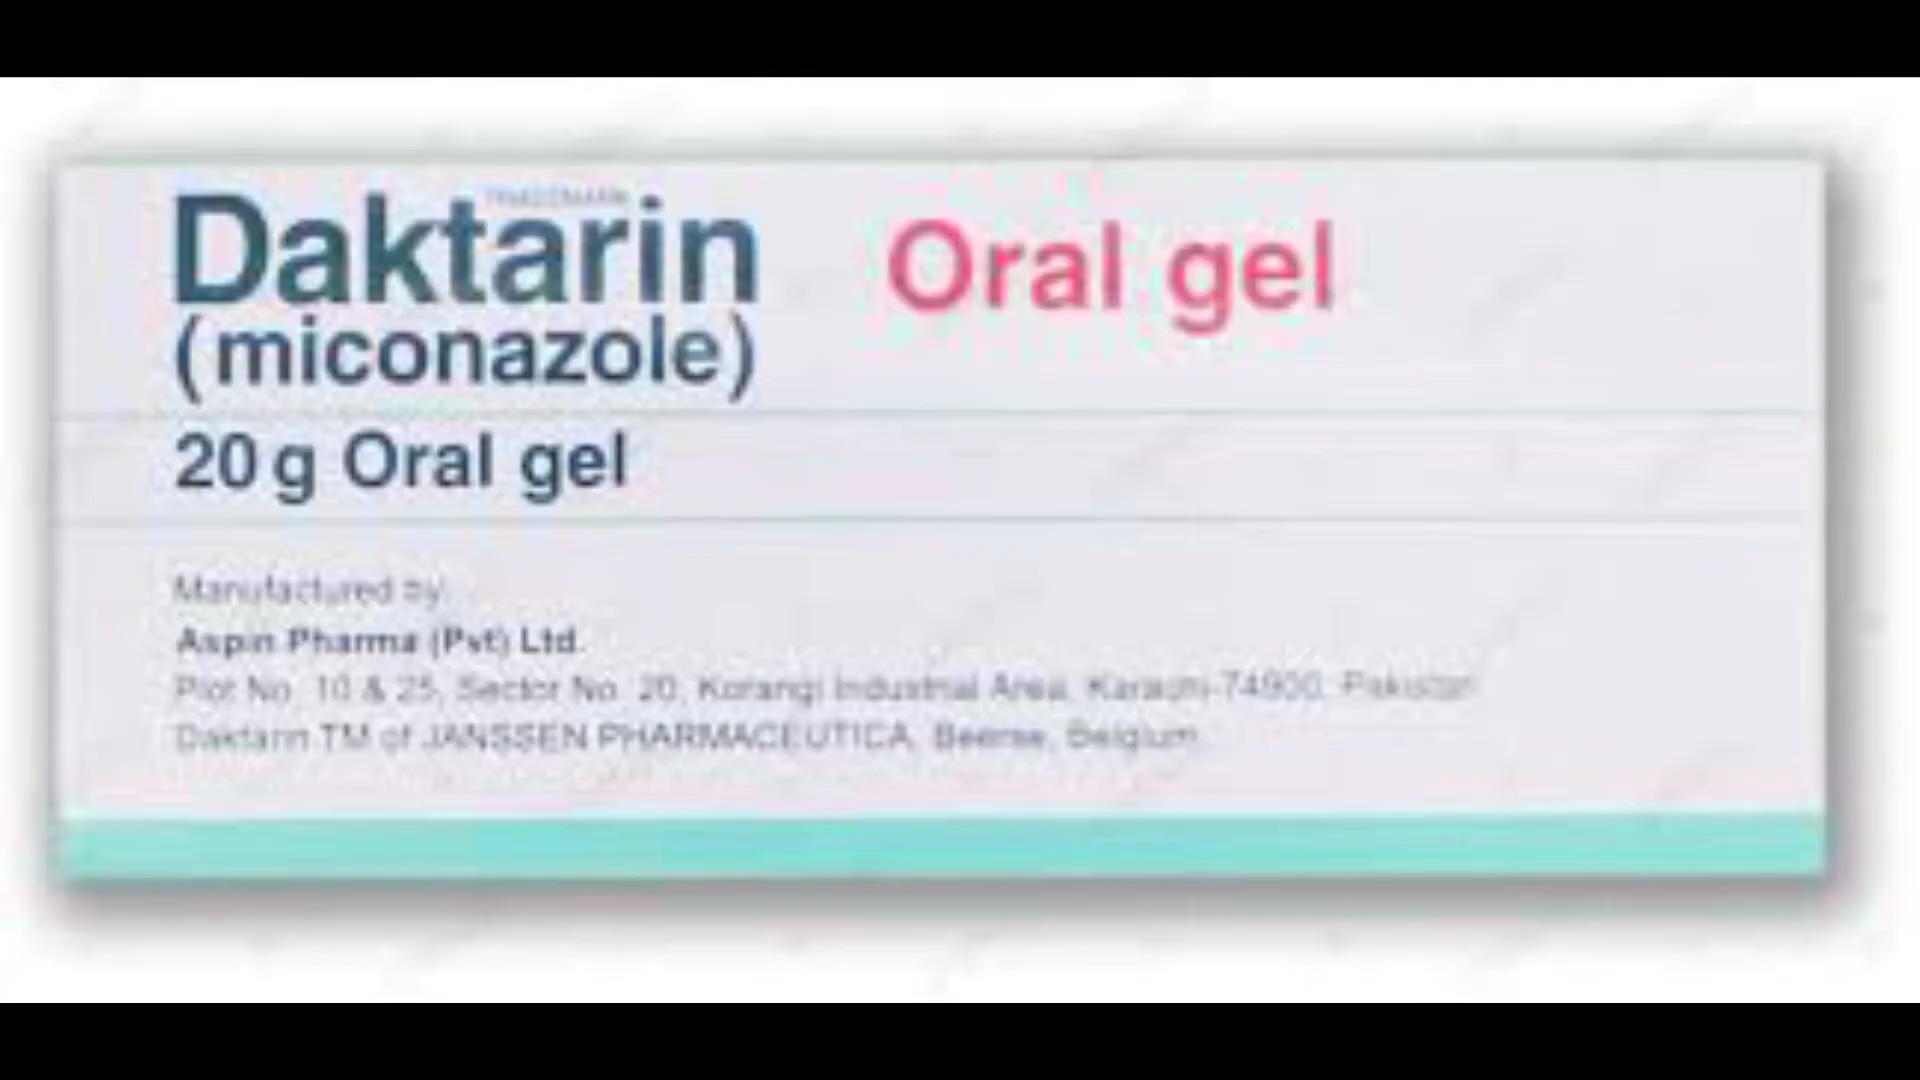 TRADEMARK
Daktarin Oral gel
(miconazole)
20 g Oral gel
Manufactured by:
Aspin Pharma (Pvt) Ltd.
Plot No. 10 & 25, Sector No. 20, Korangi Industrial Area, Karachi-74900, Pakistan
Daktarin TM of JANSSEN PHARMACEUTICA, Beerse, Belgium